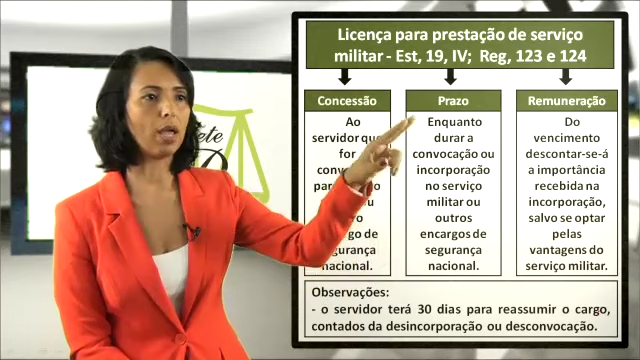 Licença para prestação de serviço
militar - Est, 19, IV; Reg, 123 e 124
Concessão
Ao
servidor que
for
segurança
nacional.
Prazo
Enquanto
durar a
convocação ou
incorporação
no serviço
militar ou
outros
encargos de
segurança
nacional.
Remuneração
Do
vencimento
descontar-se-á
a importância
recebida na
incorporação,
salvo se optar
pelas
vantagens do
serviço militar.
Observações:
- o servidor terá 30 dias para reassumir o cargo,
contados da desincorporação ou desconvocação.